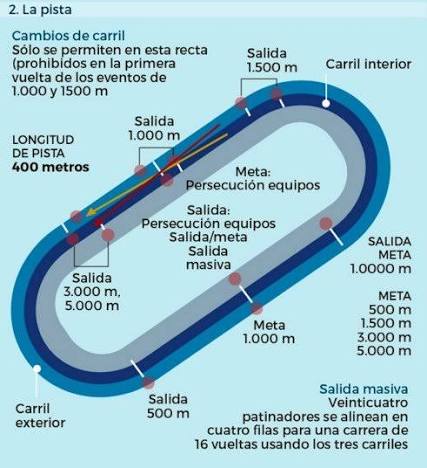 2. La pista
Cambios de carril
Sólo se permiten en esta recta
(prohibidos en la primera
vuelta de los eventos de
1.000 y 1500 m
Salida
1.500 m
Carril interior
Salida
1.000 m
LONGITUD
DE PISTA
400 metros
Meta:
Persecución equipos
Salida:
Persecución equipos
Salida/meta
Salida
masiva
Salida
3.000 m,
5.000 m
SALIDA
META
1.0000 m
META
500 m
1.500 m
3.000 m
5.000 m
Meta
1.000 m
Carril
exterior
Salida
500 m
Salida masiva
Veinticuatro
patinadores se alinean en
cuatro filas para una carrera de
16 vueltas usando los tres carriles